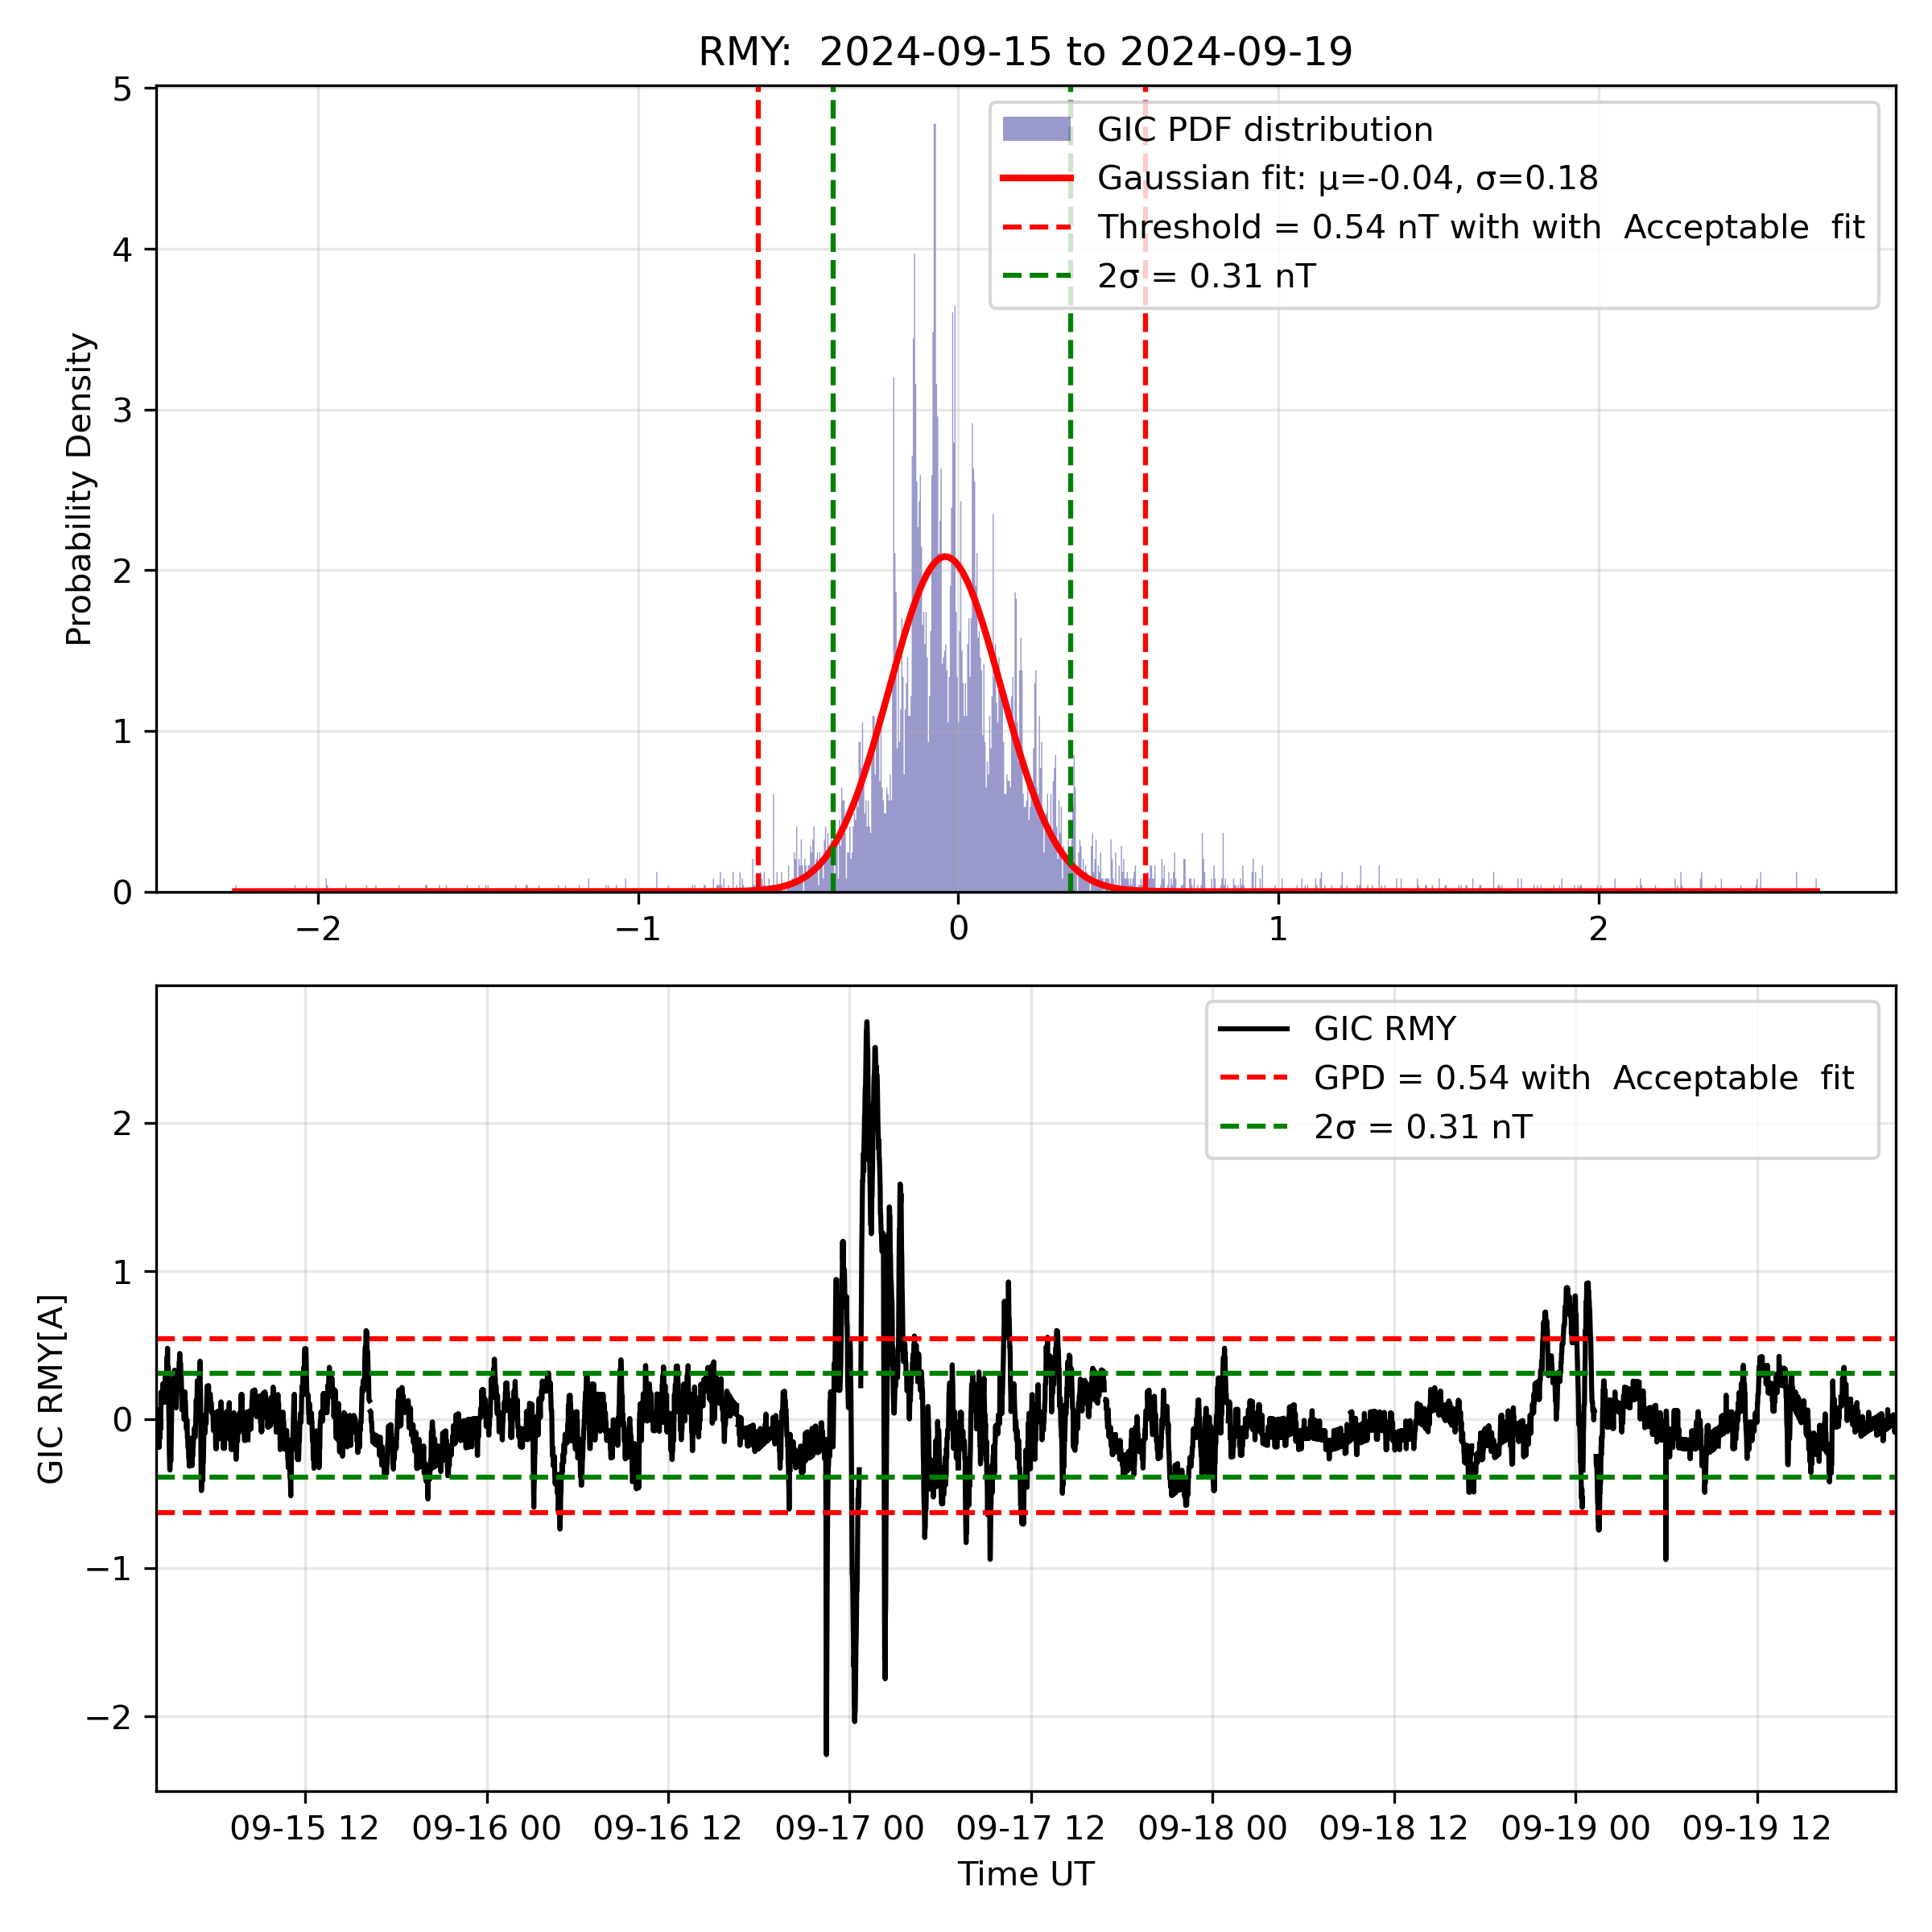 RMY:  2024-09-15 to 2024-09-19
Probability Density
5
4
3
2
1
0
GIC PDF distribution
Gaussian fit: μ=-0.04, σ=0.18
Threshold = 0.54 nT with with  Acceptable  fit
2σ = 0.31 nT
−2
−1
0
1
2
GIC RMY[A]
2
1
0
−1
−2
GIC RMY
GPD = 0.54 with  Acceptable  fit
2σ = 0.31 nT
09-15 12
09-16 00
09-16 12
09-17 00
09-17 12
09-18 00
09-18 12
09-19 00
09-19 12
Time UT